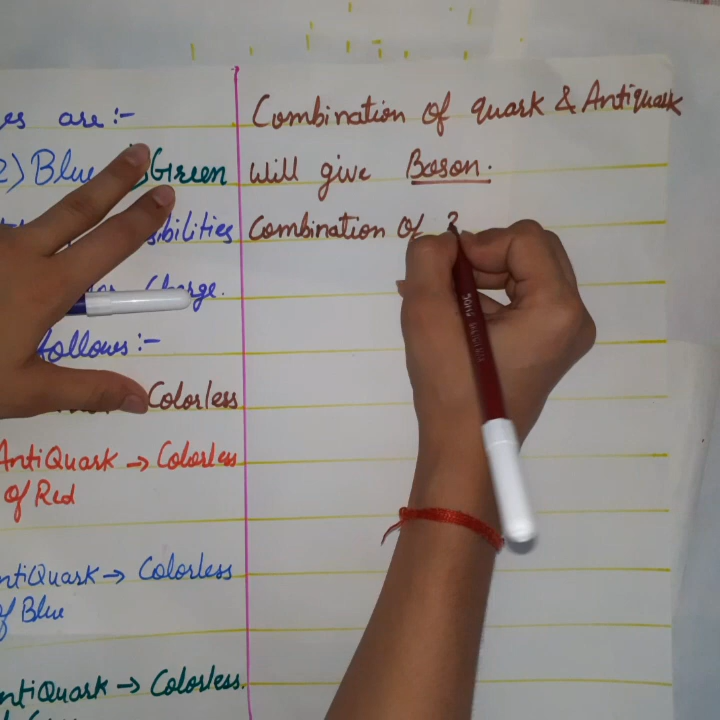 es are:-
2) Blue 3) Green
sibilities
Charge.
follows:-
Colorless
AntiQuark → Colorless
of Red
ntiQuark → Colorless
of Blue
ntiQuark → Colorless.
Combination of quark & Antiquark
will give Boson.
Combination of 3